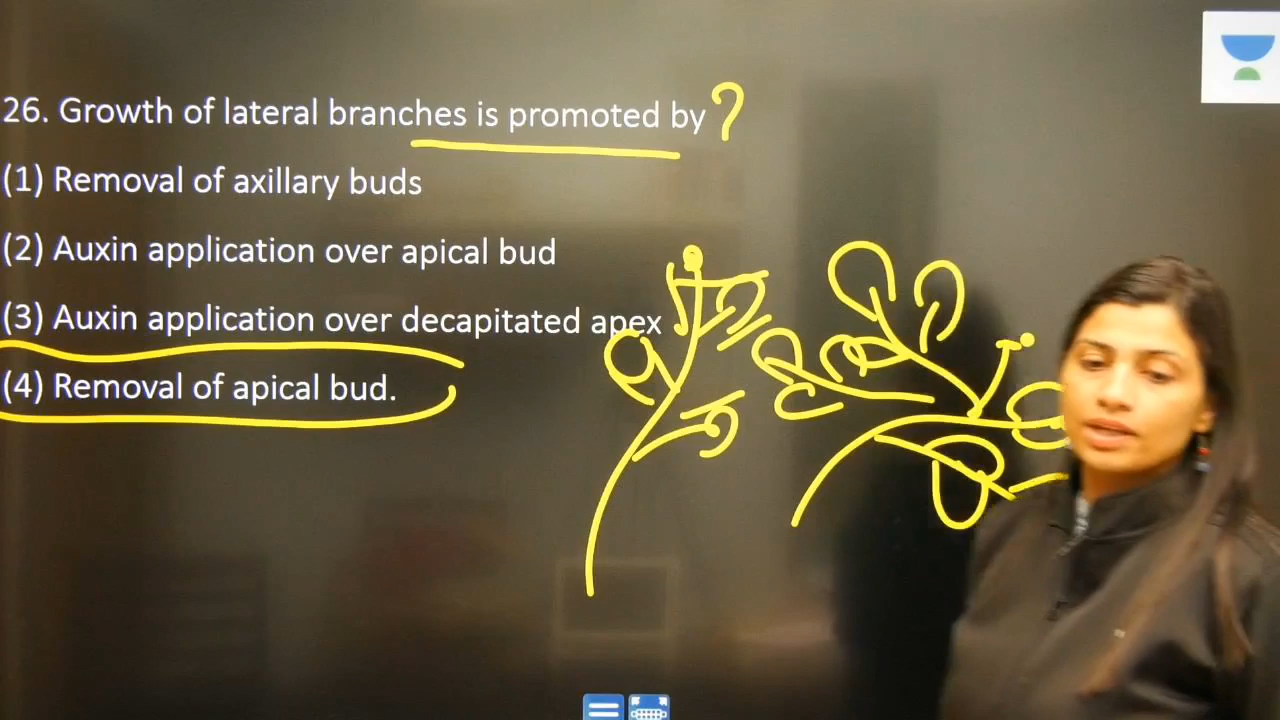 26. Growth of lateral branches is promoted by ?
(1) Removal of axillary buds
(2) Auxin application over apical bud
(3) Auxin application over decapitated apex
(4) Removal of apical bud.